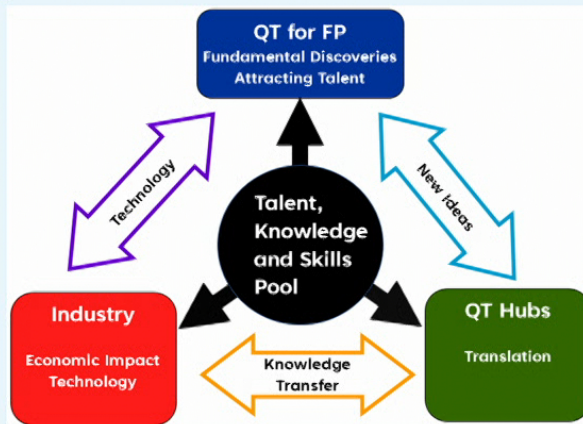 QT for FP
Fundamental Discoveries
Attracting Talent
Technology
New ideas
Talent,
Knowledge
and Skills
Pool
Industry
Economic Impact
Technology
Knowledge
Transfer
QT Hubs
Translation